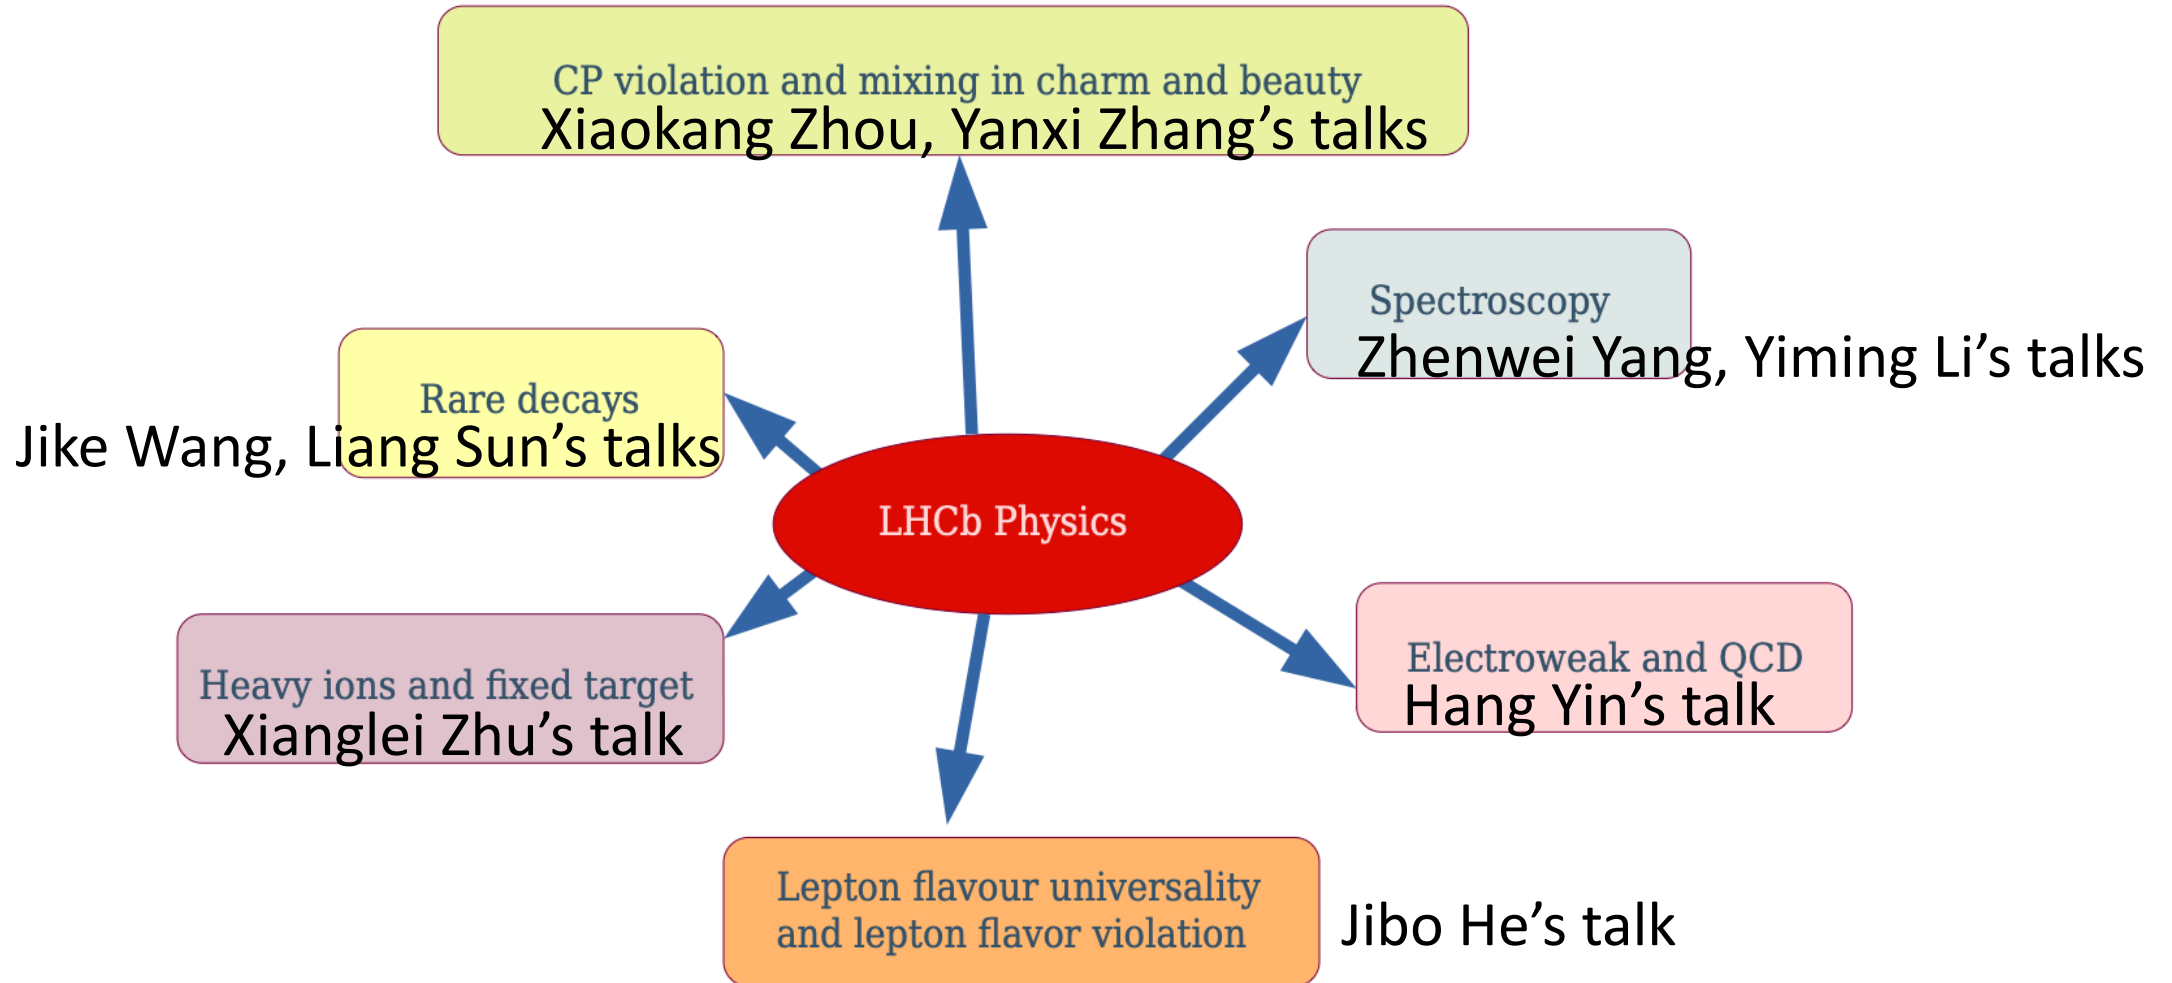 CP violation and mixing in charm and beauty
Xiaokang Zhou, Yanxi Zhang’s talks
Spectroscopy
Zhenwei Yang, Yiming Li’s talks
Rare decays
Jike Wang, Liang Sun’s talks
LHCb Physics
Heavy ions and fixed target
Xianglei Zhu’s talk
Electroweak and QCD
Hang Yin’s talk
Lepton flavour universality
and lepton flavor violation
Jibo He’s talk